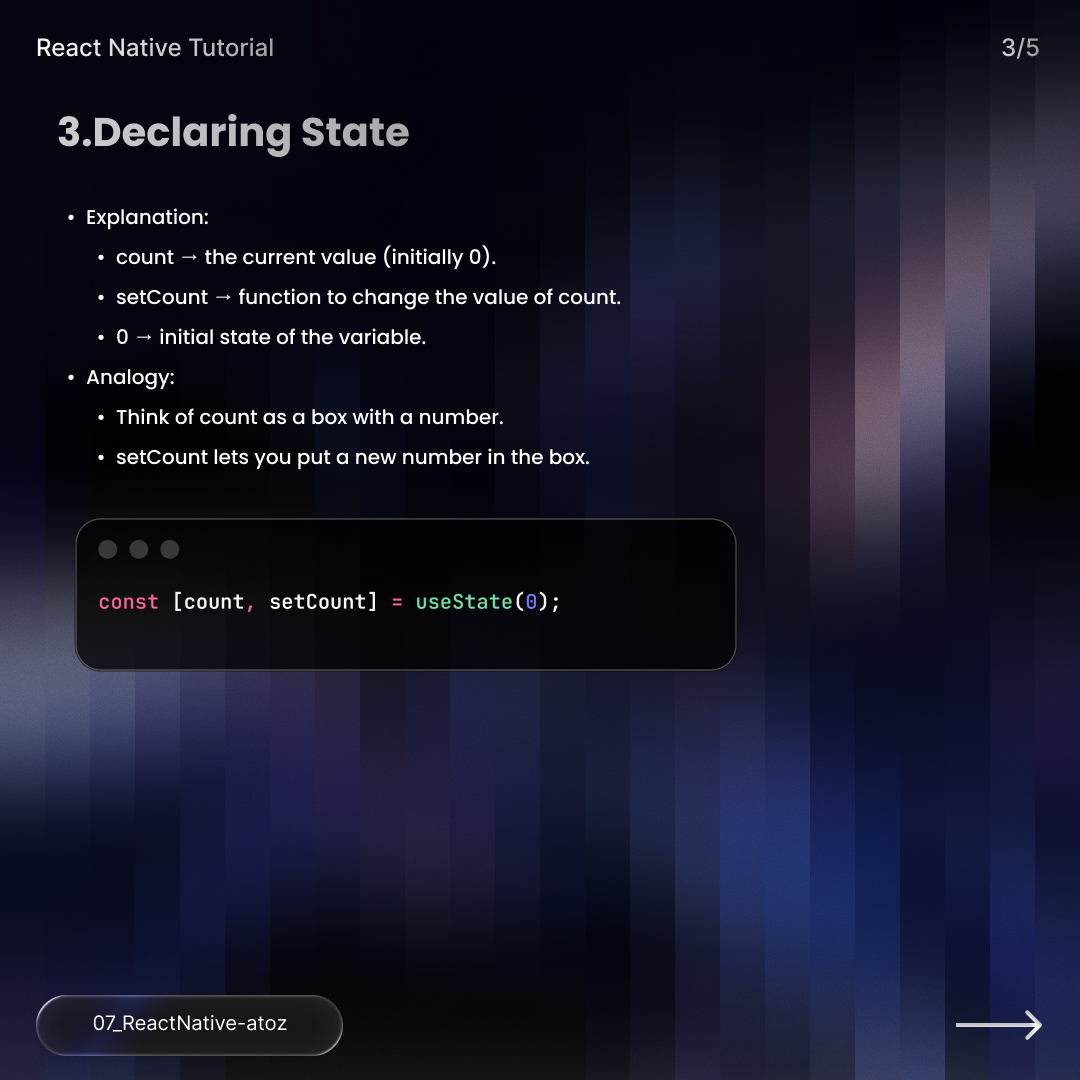 React Native Tutorial
3/5
3.Declaring State
• Explanation:
• count → the current value (initially 0).
• setCount → function to change the value of count.
• 0 → initial state of the variable.
• Analogy:
• Think of count as a box with a number.
• setCount lets you put a new number in the box.
const [count, setCount] = useState(0);
07_ReactNative-atoz